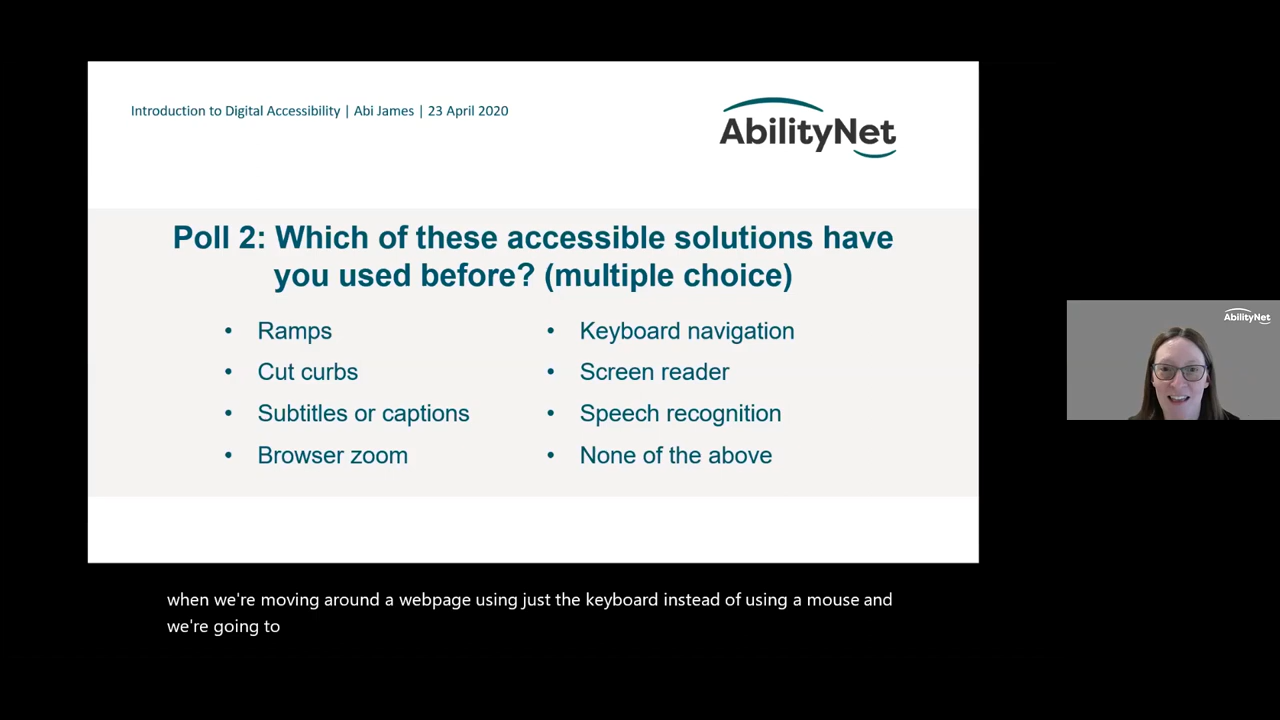 Introduction to Digital Accessibility | Abi James | 23 April 2020
AbilityNet
Poll 2: Which of these accessible solutions have
you used before? (multiple choice)
• Ramps
• Cut curbs
• Subtitles or captions
• Browser zoom
• Keyboard navigation
• Screen reader
• Speech recognition
• None of the above
AbilityNet
when we're moving around a webpage using just the keyboard instead of using a mouse and
we're going to